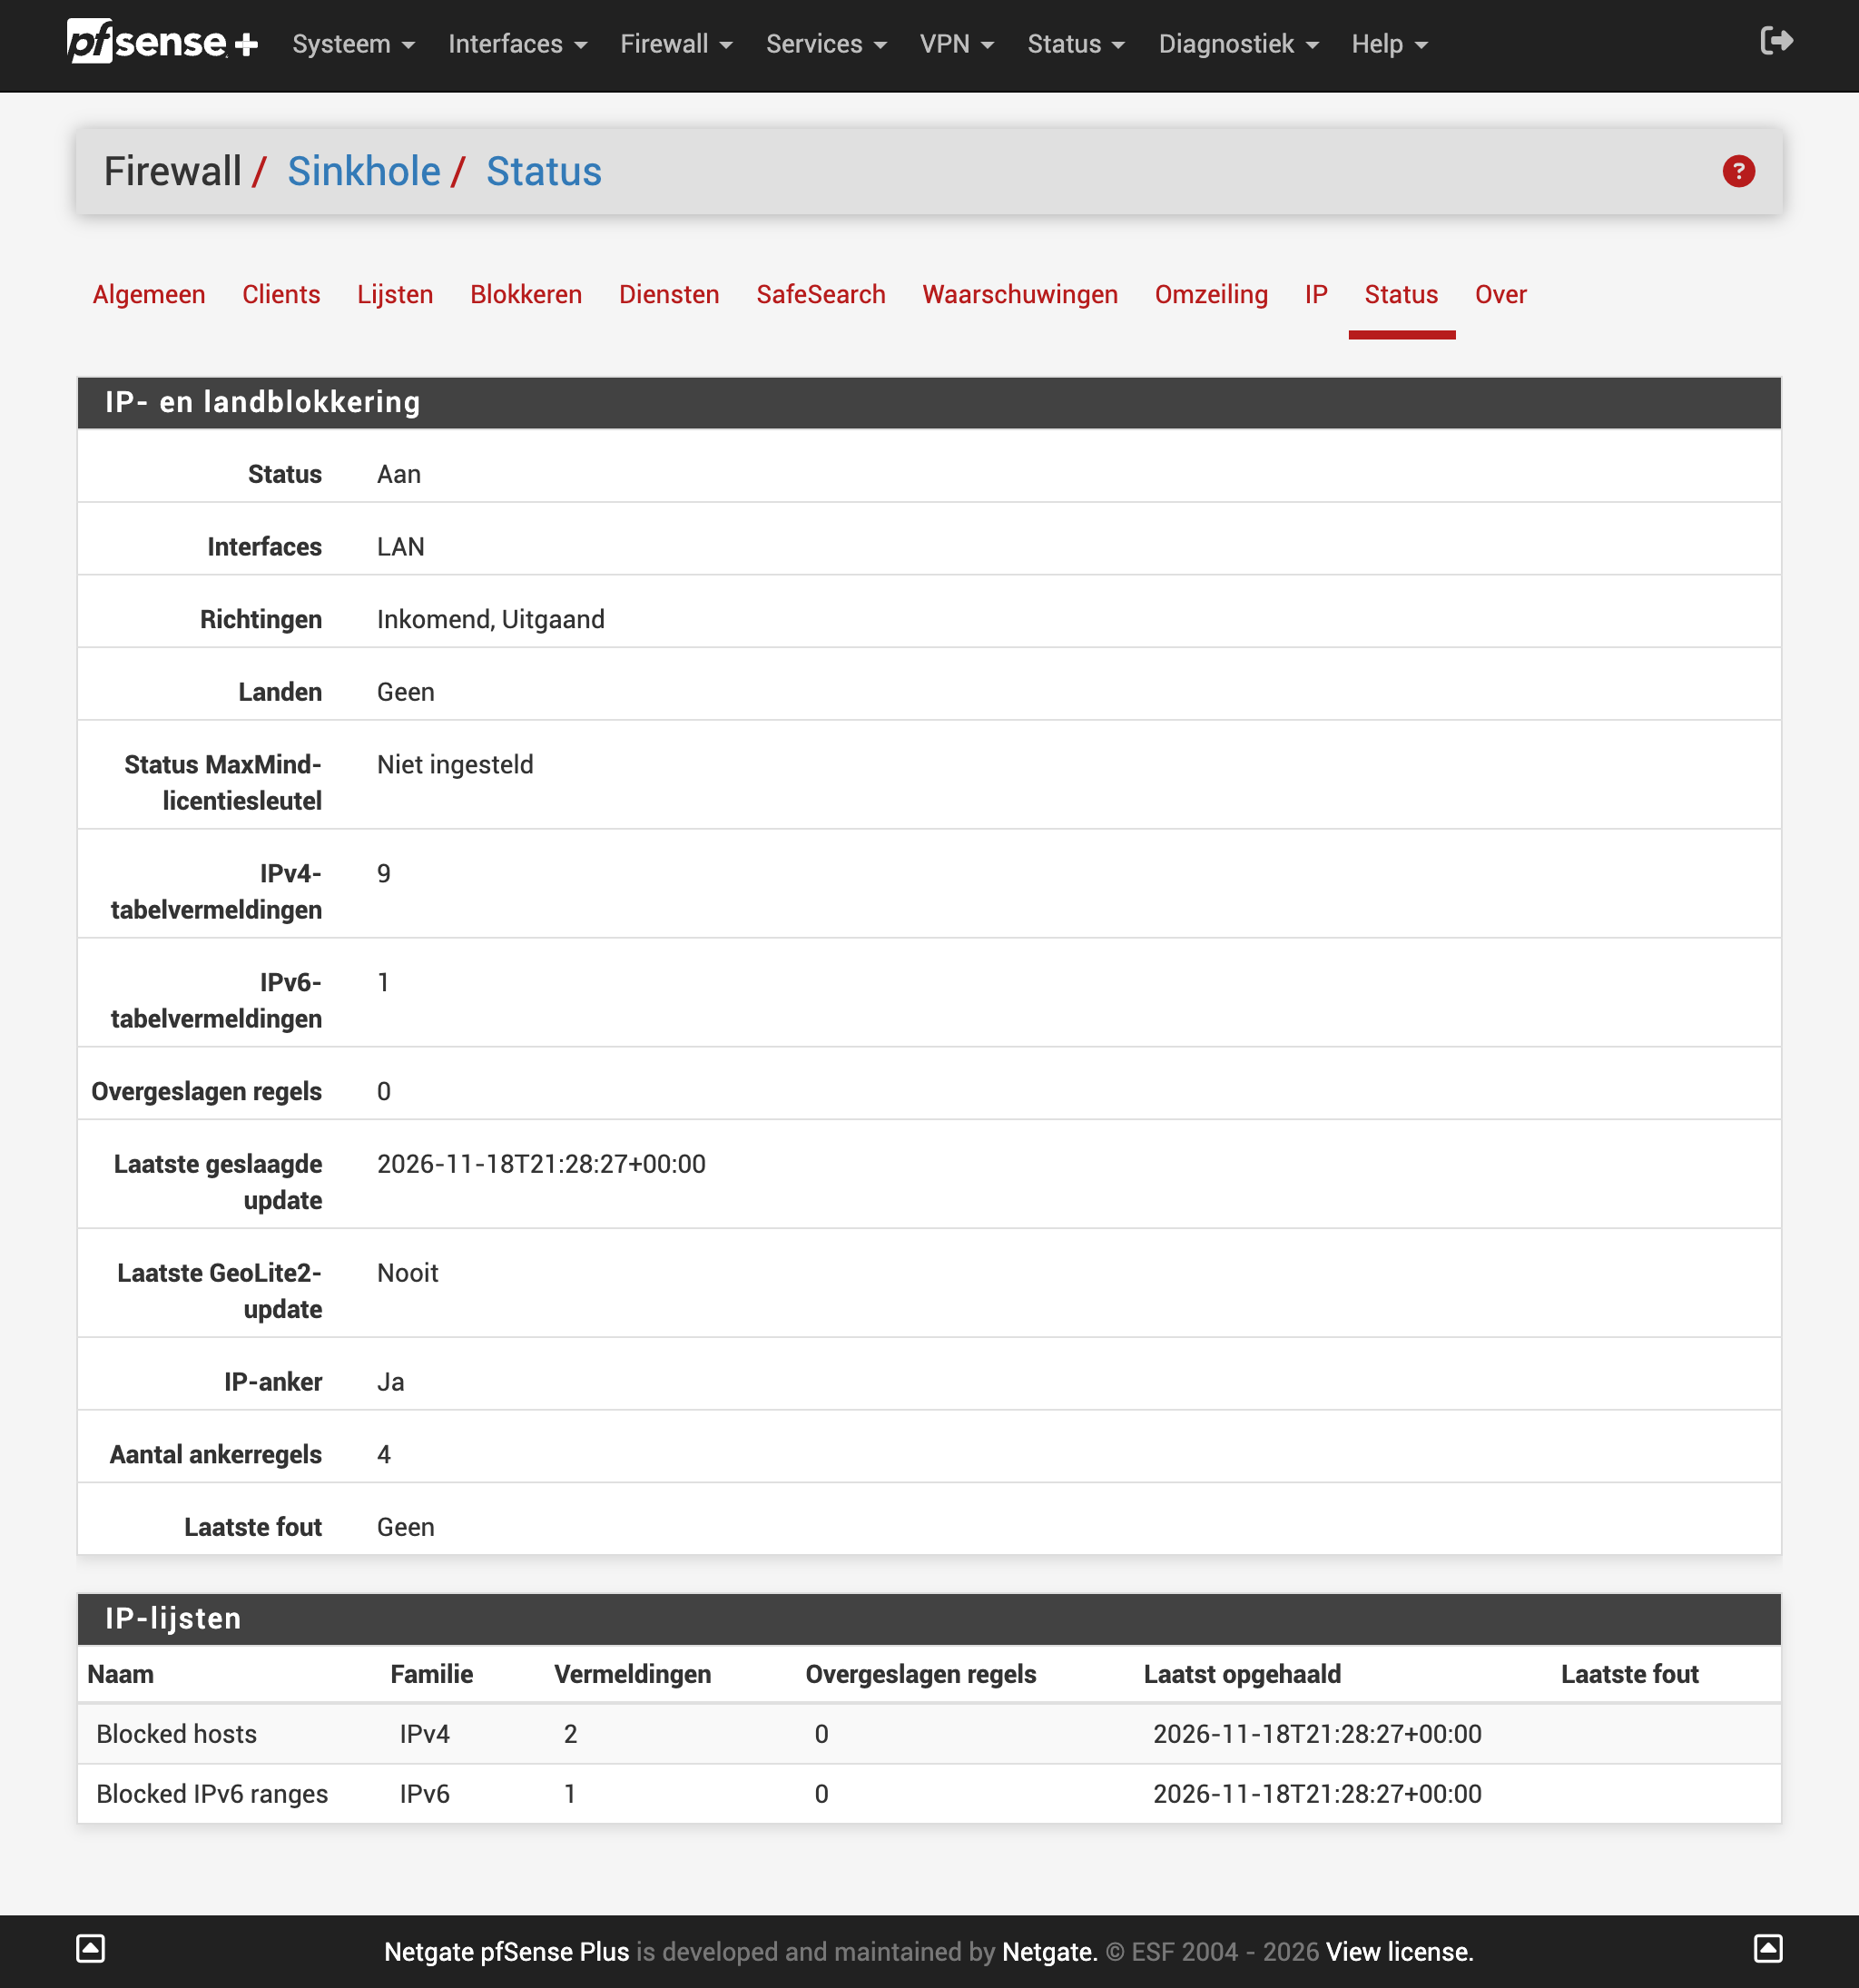 pfsense +
Systeem Interfaces Firewall Services VPN Status Diagnostiek Help
Firewall / Sinkhole / Status
?
Algemeen Clients Lijsten Blokkeren Diensten SafeSearch Waarschuwingen Omzeiling IP Status Over
IP- en landblokkering
Status Aan
Interfaces LAN
Richtingen Inkomend, Uitgaand
Landen Geen
Status MaxMind- Niet ingesteld
licentiesleutel
IPv4- 9
tabelvermeldingen
IPv6- 1
tabelvermeldingen
Overgeslagen regels 0
Laatste geslaagde 2026-11-18T21:28:27+00:00
update
Laatste GeoLite2- Nooit
update
IP-anker Ja
Aantal ankerregels 4
Laatste fout Geen
IP-lijsten
Naam Familie Vermeldingen Overgeslagen regels Laatst opgehaald Laatste fout
Blocked hosts IPv4 2 0 2026-11-18T21:28:27+00:00
Blocked IPv6 ranges IPv6 1 0 2026-11-18T21:28:27+00:00
Netgate pfSense Plus is developed and maintained by Netgate. © ESF 2004 - 2026 View license.